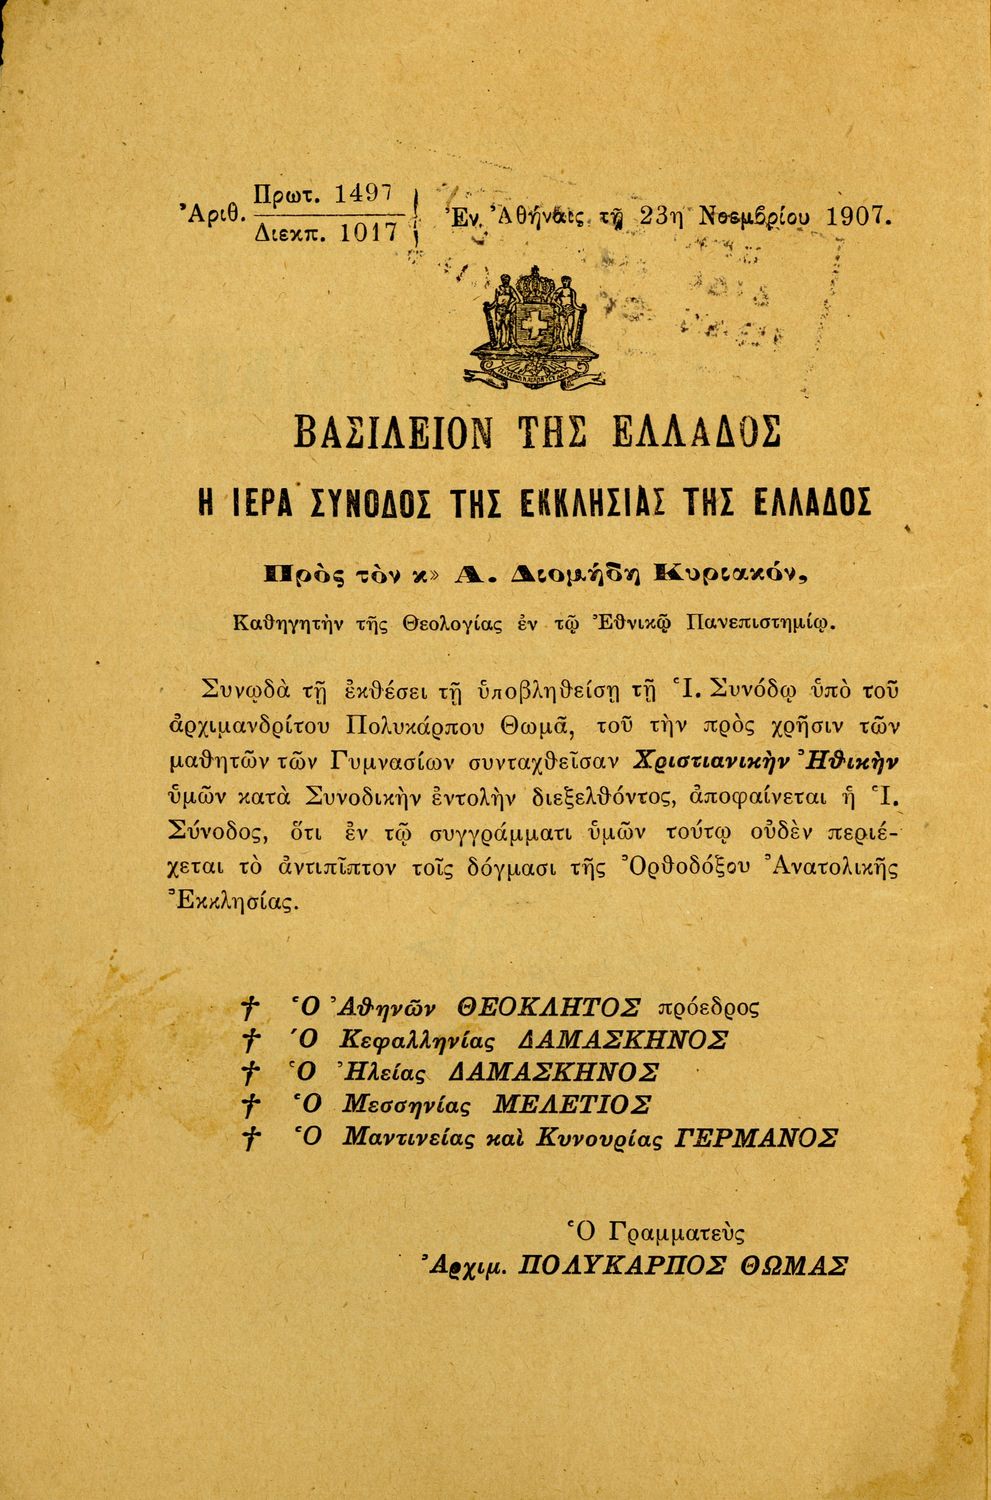 Πρωτ. 1497
Ἀριθ.
Διεκπ. 1017
Ἐν Ἀθήναις τῇ 23η Νοεμβρίου 1907.
ΒΑΣΙΛΕΙΟΝ ΤΗΣ ΕΛΛΑΔΟΣ
Η ΙΕΡΑ ΣΥΝΟΔΟΣ ΤΗΣ ΕΚΚΛΗΣΙΑΣ ΤΗΣ ΕΛΛΑΔΟΣ
Πρὸς τὸν κ» Α. Διομήδη Κυριακόν,
Καθηγητὴν τῆς Θεολογίας ἐν τῷ Ἐθνικῷ Πανεπιστημίῳ.
Συνῳδὰ τῇ ἐκθέσει τῇ ὑποβληθείσῃ τῇ Ἱ. Συνόδῳ ὑπὸ τοῦ
ἀρχιμανδρίτου Πολυκάρπου Θωμᾶ, τοῦ τὴν πρὸς χρῆσιν τῶν
μαθητῶν τῶν Γυμνασίων συνταχθεῖσαν Χριστιανικὴν Ἠθικὴν
ὑμῶν κατὰ Συνοδικὴν ἐντολὴν διεξελθόντος, ἀποφαίνεται ἡ Ἱ.
Σύνοδος, ὅτι ἐν τῷ συγγράμματι ὑμῶν τούτῳ οὐδὲν περιέ-
χεται τὸ ἀντιπῖπτον τοῖς δόγμασι τῆς Ὀρθοδόξου Ἀνατολικῆς
Ἐκκλησίας.
† Ὁ Ἀθηνῶν ΘΕΟΚΛΗΤΟΣ πρόεδρος
† Ὁ Κεφαλληνίας ΔΑΜΑΣΚΗΝΟΣ
† Ὁ Ἠλείας ΔΑΜΑΣΚΗΝΟΣ
† Ὁ Μεσσηνίας ΜΕΛΕΤΙΟΣ
† Ὁ Μαντινείας καὶ Κυνουρίας ΓΕΡΜΑΝΟΣ
Ὁ Γραμματεὺς
Ἀρχιμ. ΠΟΛΥΚΑΡΠΟΣ ΘΩΜΑΣ